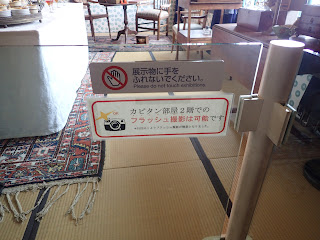 展示物に手を
ふれないでください。
Please do not touch exhibitions.
カピタン部屋2階での
フラッシュ撮影は可能です